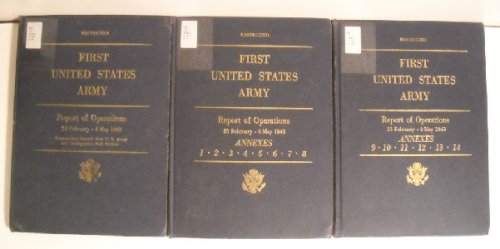 RESTRICTED
FIRST
UNITED STATES
ARMY
Report of Operations
23 February - 8 May 1945
RESTRICTED
FIRST
UNITED STATES
ARMY
Report of Operations
23 February - 8 May 1945
ANNEXES
1 • 2 • 3 • 4 • 5 • 6 • 7 • 8
RESTRICTED
FIRST
UNITED STATES
ARMY
Report of Operations
23 February - 8 May 1945
ANNEXES
9 • 10 • 11 • 12 • 13 • 14